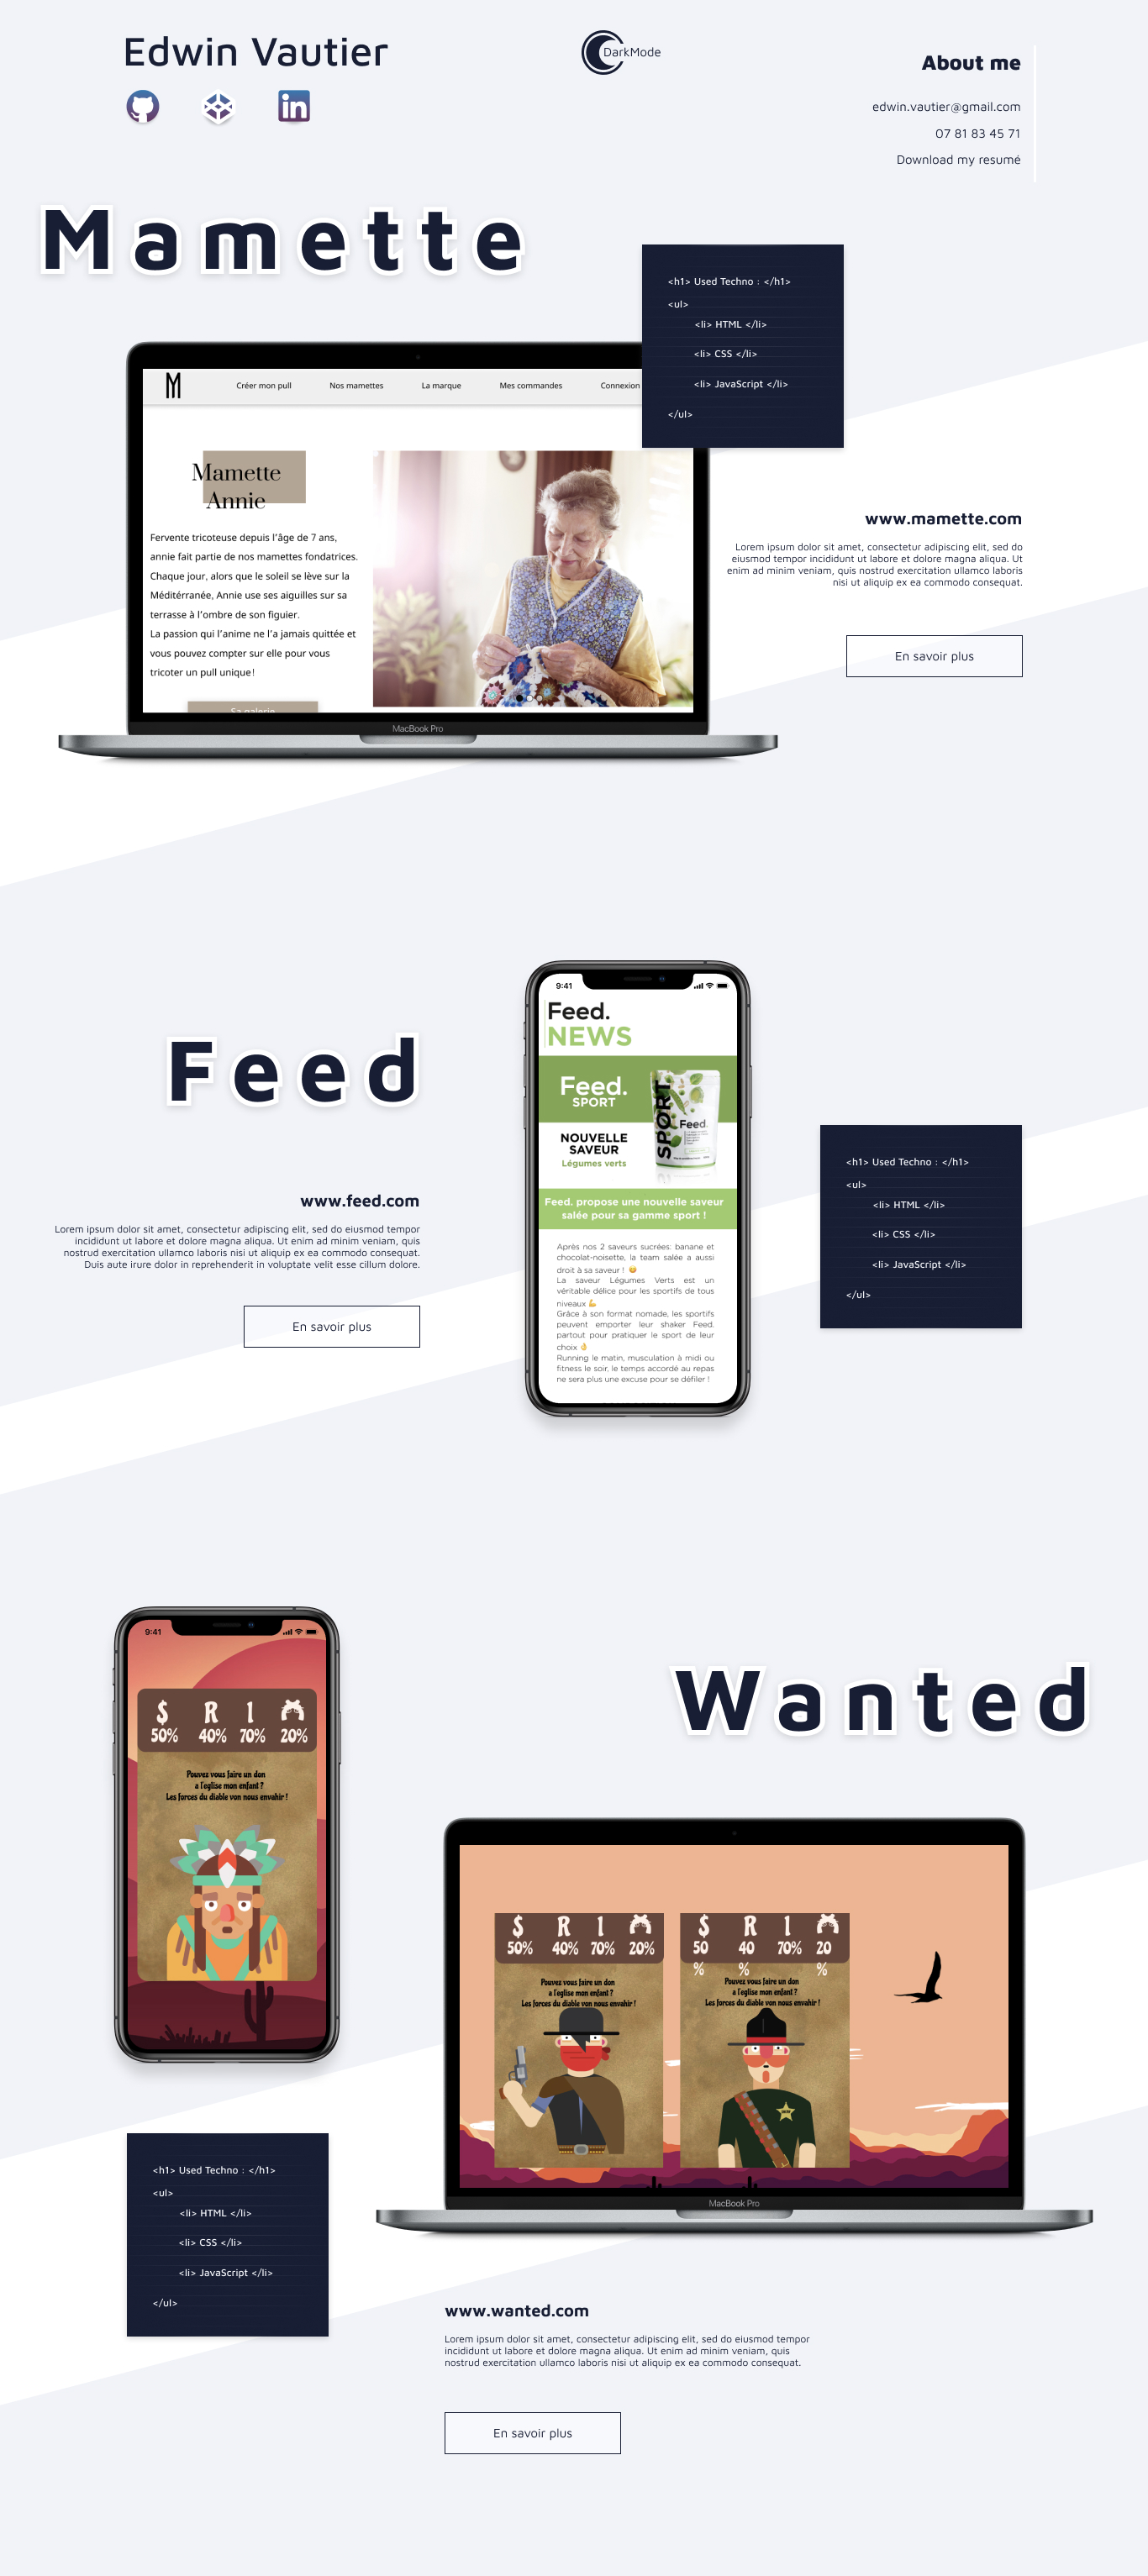 Edwin Vautier
DarkMode
About me
edwin.vautier@gmail.com
07 81 83 45 71
Download my resumé
Mamette
<h1> Used Techno : </h1>
<ul>
<li> HTML </li>
<li> CSS </li>
<li> JavaScript </li>
</ul>
M
Créer mon pull
Nos mamettes
La marque
Mes commandes
Connexion
Mamette
Annie
Fervente tricoteuse depuis l'âge de 7 ans,
annie fait partie de nos mamettes fondatrices.
Chaque jour, alors que le soleil se lève sur la
Méditérranée, Annie use ses aiguilles sur sa
terrasse à l'ombre de son figuier.
La passion qui l'anime ne l'a jamais quittée et
vous pouvez compter sur elle pour vous
tricoter un pull unique!
Sa galerie
MacBook Pro
www.mamette.com
Lorem ipsum dolor sit amet, consectetur adipiscing elit, sed do
eiusmod tempor incididunt ut labore et dolore magna aliqua. Ut
enim ad minim veniam, quis nostrud exercitation ullamco laboris
nisi ut aliquip ex ea commodo consequat.
En savoir plus
Feed
www.feed.com
Lorem ipsum dolor sit amet, consectetur adipiscing elit, sed do eiusmod tempor
incididunt ut labore et dolore magna aliqua. Ut enim ad minim veniam, quis
nostrud exercitation ullamco laboris nisi ut aliquip ex ea commodo consequat.
Duis aute irure dolor in reprehenderit in voluptate velit esse cillum dolore.
En savoir plus
9:41
Feed.
NEWS
Feed.
SPORT
SPORT
Feed.
NOUVELLE
SAVEUR
Légumes verts
Feed. propose une nouvelle saveur
salée pour sa gamme sport !
Après nos 2 saveurs sucrées: banane et
chocolat-noisette, la team salée a aussi
droit à sa saveur ! 😋
La saveur Légumes Verts est un
véritable délice pour les sportifs de tous
niveaux 💪
Grâce à son format nomade, les sportifs
peuvent emporter leur shaker Feed.
partout pour pratiquer le sport de leur
choix 👌
Running le matin, musculation à midi ou
fitness le soir, le temps accordé au repas
ne sera plus une excuse pour se défiler !
<h1> Used Techno : </h1>
<ul>
<li> HTML </li>
<li> CSS </li>
<li> JavaScript </li>
</ul>
9:41
$ R 1
50% 40% 70% 20%
Pouvez vous faire un don
a l'eglise mon enfant ?
Les forces du diable von nous envahir !
Wanted
$ R 1
50% 40% 70% 20%
Pouvez vous faire un don
a l'eglise mon enfant ?
Les forces du diable von nous envahir !
$ R 1
50 40 70% 20
% % %
Pouvez vous faire un don
a l'eglise mon enfant ?
Les forces du diable von nous envahir !
MacBook Pro
<h1> Used Techno : </h1>
<ul>
<li> HTML </li>
<li> CSS </li>
<li> JavaScript </li>
</ul>
www.wanted.com
Lorem ipsum dolor sit amet, consectetur adipiscing elit, sed do eiusmod tempor
incididunt ut labore et dolore magna aliqua. Ut enim ad minim veniam, quis
nostrud exercitation ullamco laboris nisi ut aliquip ex ea commodo consequat.
En savoir plus